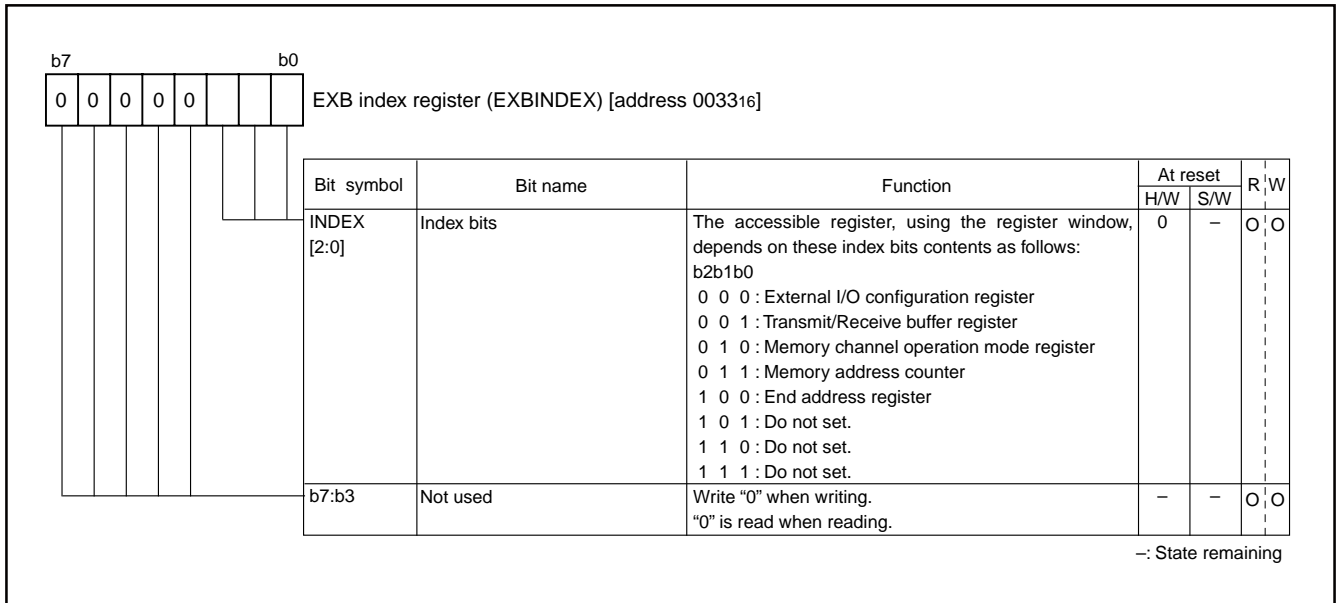 b7 b0
0 0 0 0 0
EXB index register (EXBINDEX) [address 003316]
Bit symbol Bit name Function At reset R W
H/W S/W
INDEX [2:0] Index bits The accessible register, using the register window, 0 – O O
depends on these index bits contents as follows:
b2b1b0
0 0 0 : External I/O configuration register
0 0 1 : Transmit/Receive buffer register
0 1 0 : Memory channel operation mode register
0 1 1 : Memory address counter
1 0 0 : End address register
1 0 1 : Do not set.
1 1 0 : Do not set.
1 1 1 : Do not set.
b7:b3 Not used Write “0” when writing. – – O O
“0” is read when reading.
–: State remaining